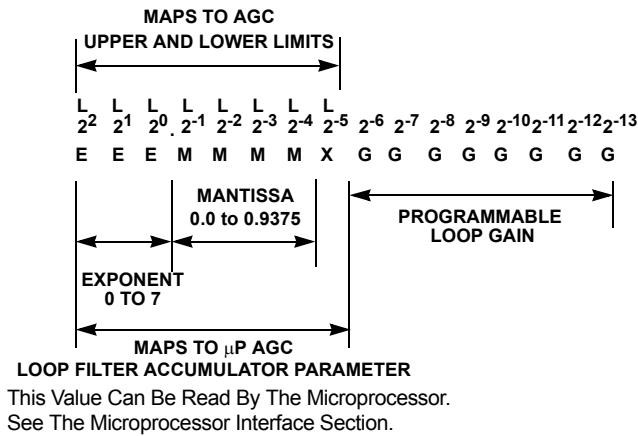 MAPS TO AGC
UPPER AND LOWER LIMITS
L L L L L L L L
2^2 2^1 2^0 . 2^-1 2^-2 2^-3 2^-4 2^-5 2^-6 2^-7 2^-8 2^-9 2^-10 2^-11 2^-12 2^-13
E E E M M M M X G G G G G G G G
MANTISSA
0.0 to 0.9375
PROGRAMMABLE
LOOP GAIN
EXPONENT
0 TO 7
MAPS TO μP AGC
LOOP FILTER ACCUMULATOR PARAMETER
This Value Can Be Read By The Microprocessor.
See The Microprocessor Interface Section.